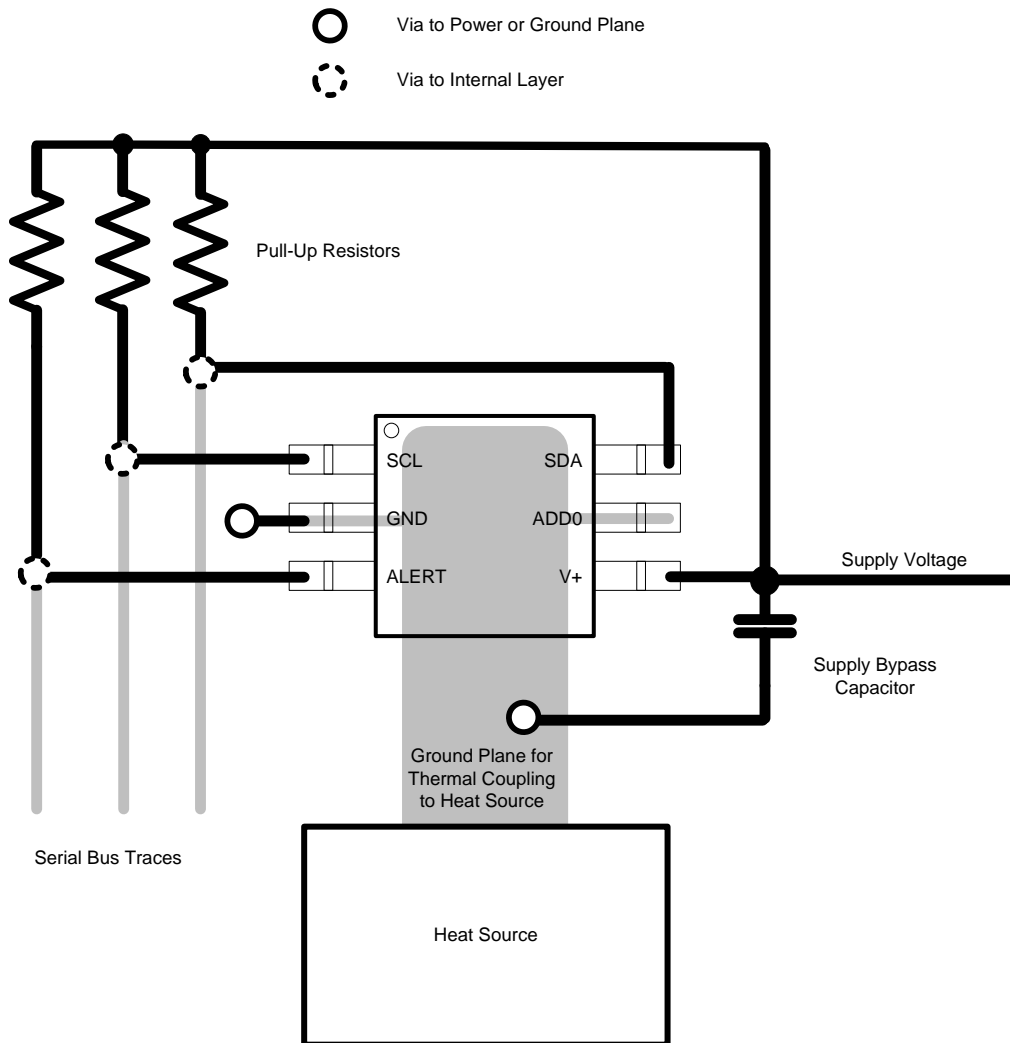 Via to Power or Ground Plane
Via to Internal Layer
Pull-Up Resistors
SCL
SDA
GND
ADD0
ALERT
V+
Supply Voltage
Supply Bypass
Capacitor
Ground Plane for
Thermal Coupling
to Heat Source
Serial Bus Traces
Heat Source